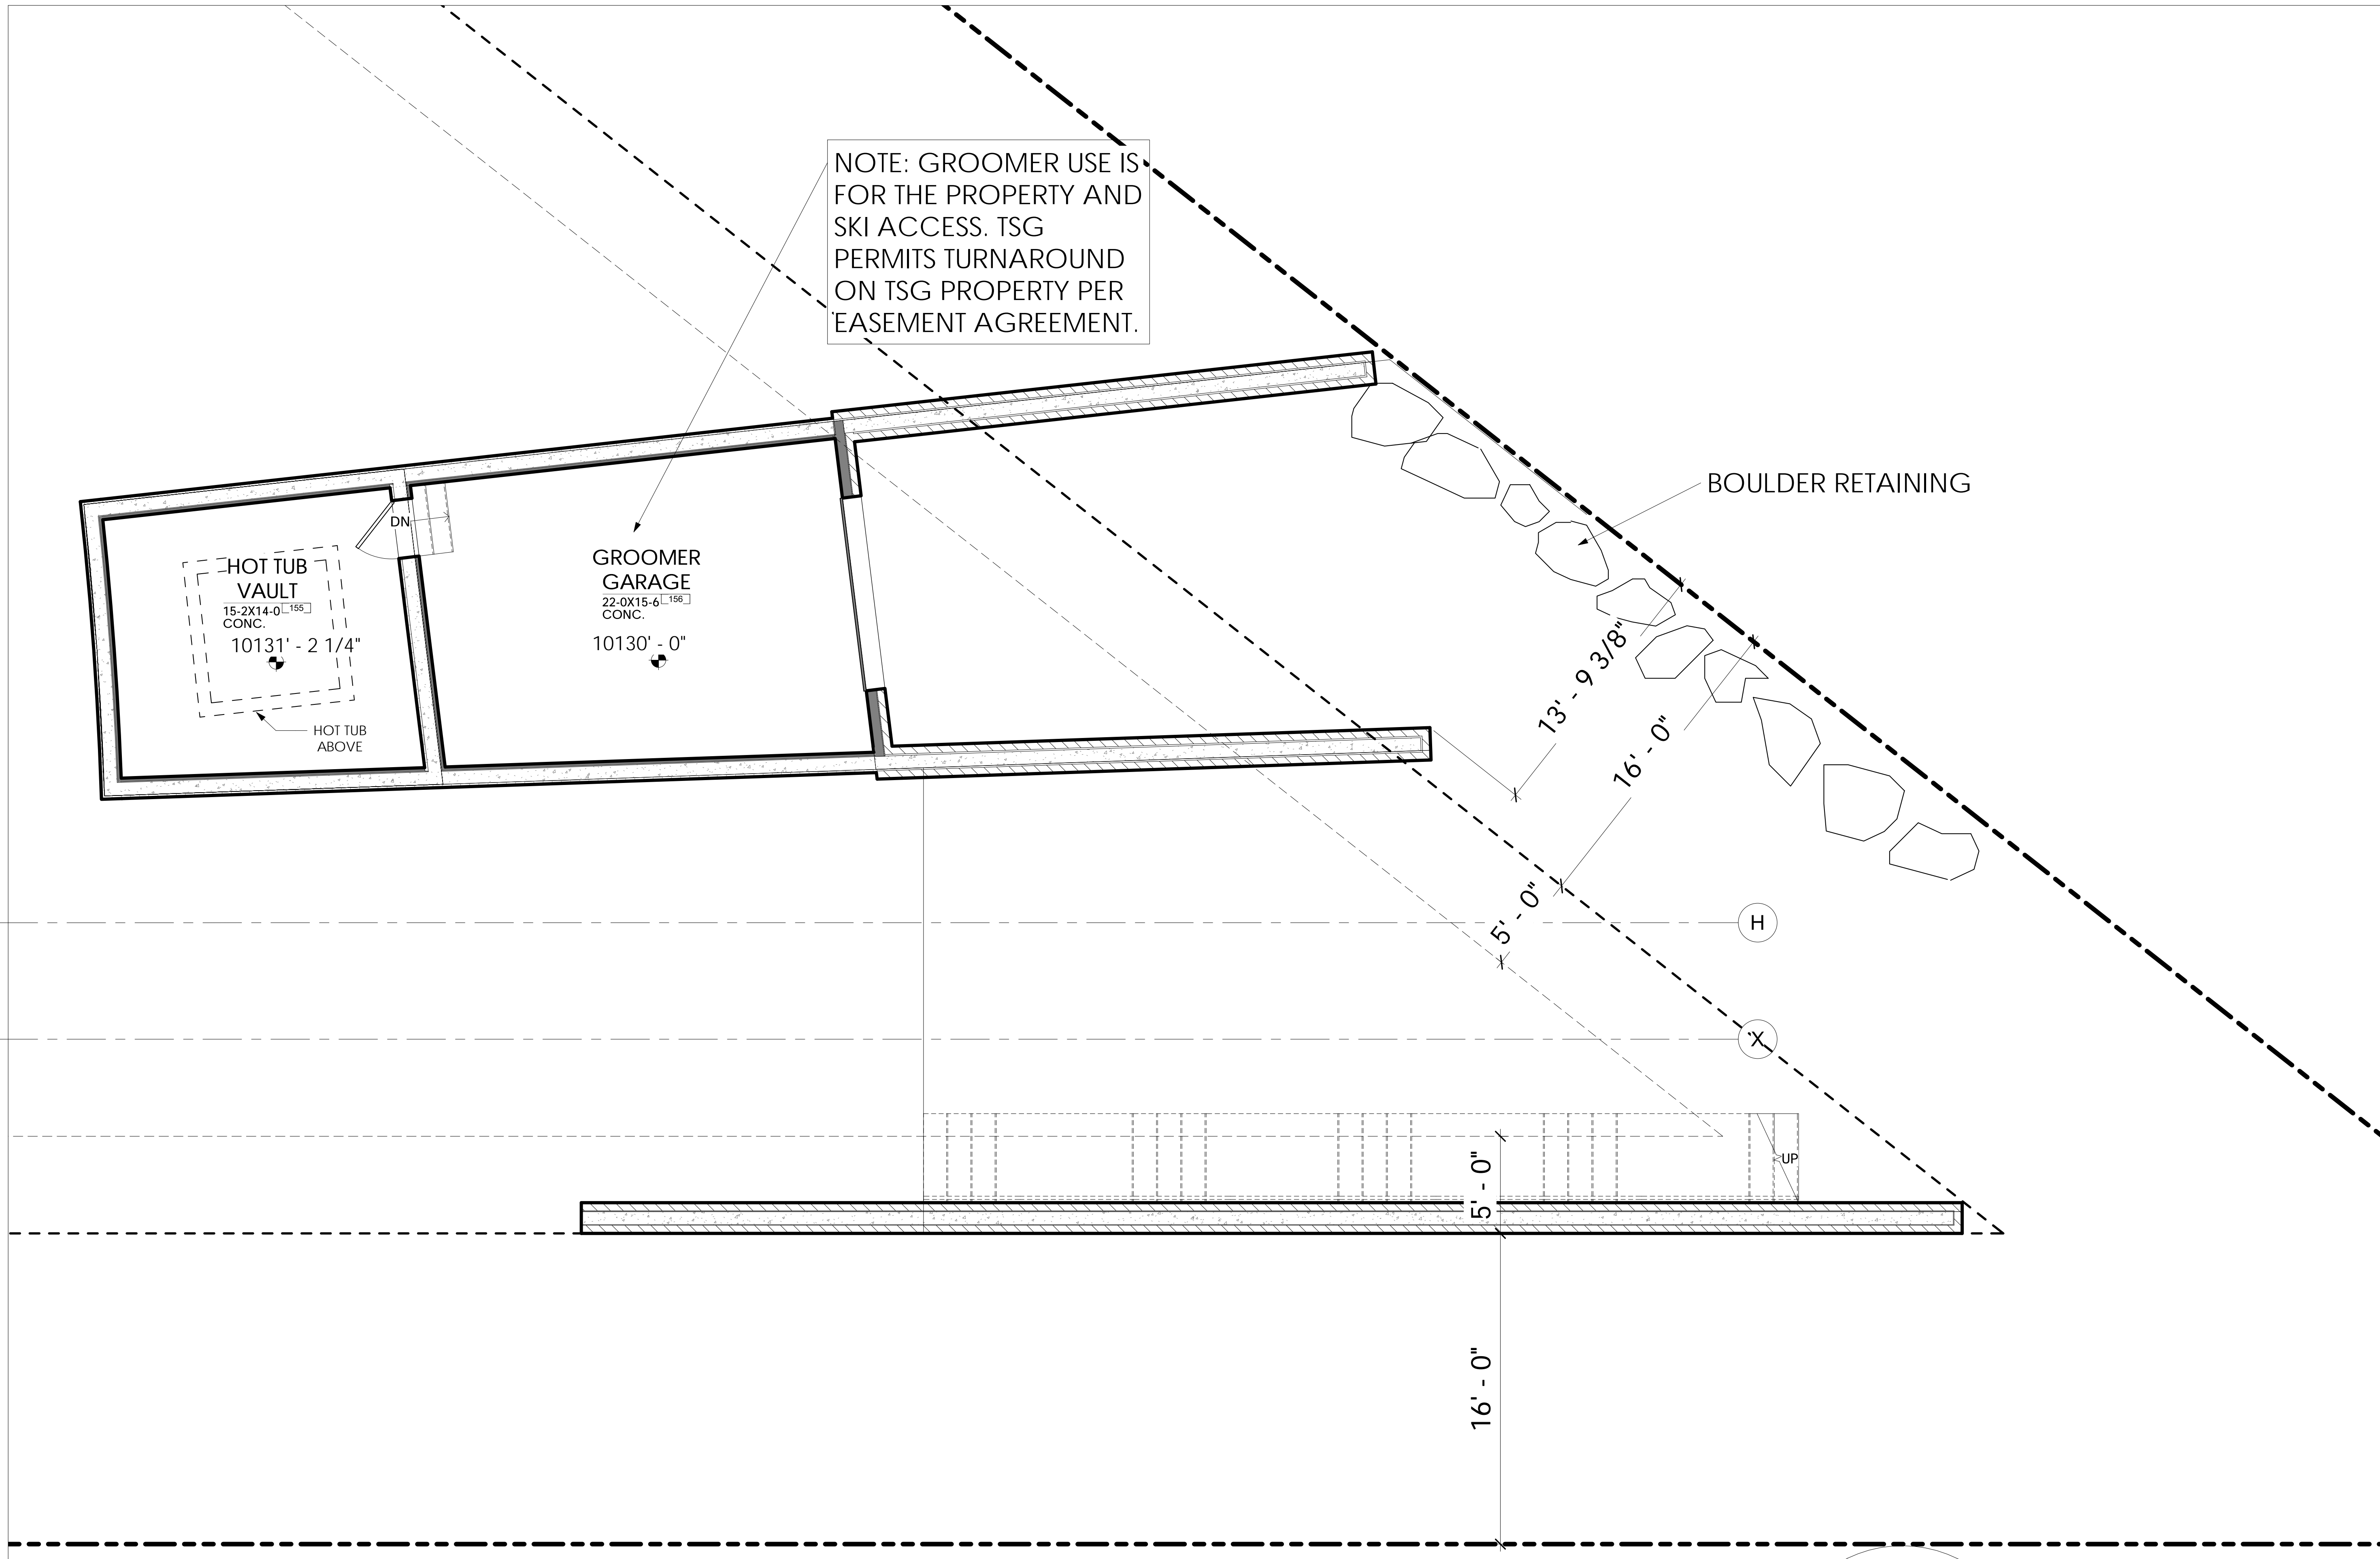 NOTE: GROOMER USE IS
FOR THE PROPERTY AND
SKI ACCESS. TSG
PERMITS TURNAROUND
ON TSG PROPERTY PER
EASEMENT AGREEMENT.
BOULDER RETAINING
DN
HOT TUB
VAULT
15-2X14-0 155
CONC.
10131' - 2 1/4"
HOT TUB
ABOVE
GROOMER
GARAGE
22-0X15-6 156
CONC.
10130' - 0"
13' - 9 3/8"
16' - 0"
5' - 0"
H
X
UP
5' - 0"
16' - 0"